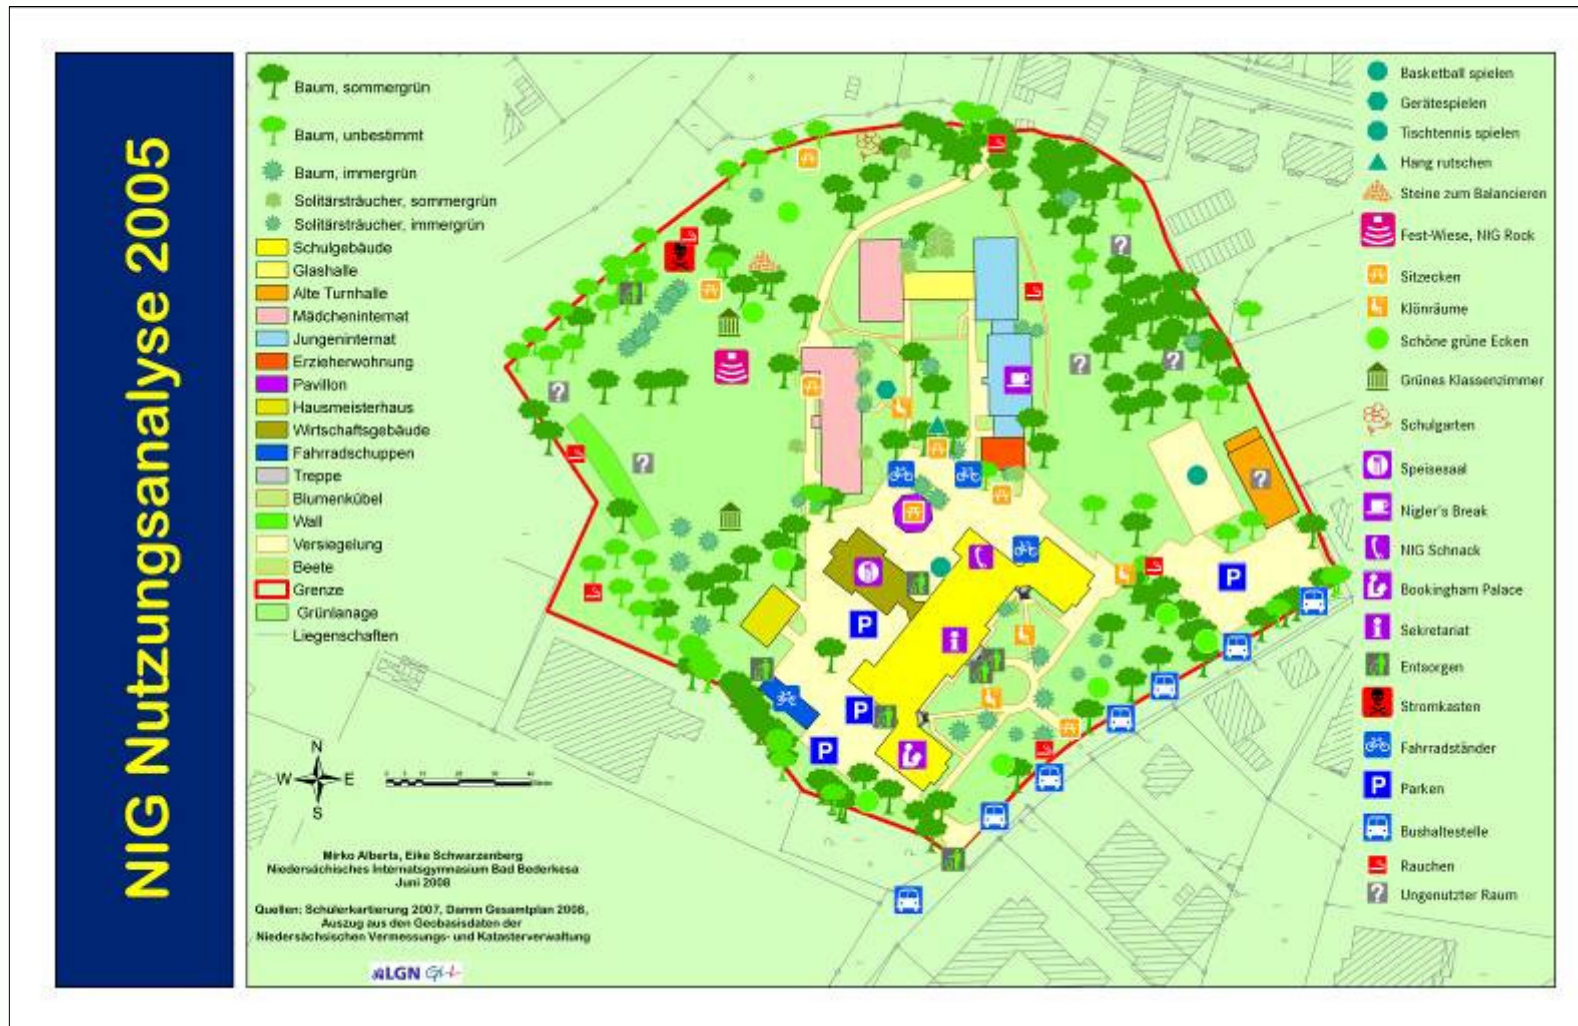 NIG Nutzungsanalyse 2005
Baum, sommergrün
Baum, unbestimmt
Baum, immergrün
Solitärsträucher, sommergrün
Solitärsträucher, immergrün
Schulgebäude
Glashalle
Alte Turnhalle
Mädcheninternat
Jungeninternat
Erzieherwohnung
Pavillon
Hausmeisterhaus
Wirtschaftsgebäude
Fahrradschuppen
Treppe
Blumenkübel
Wall
Versiegelung
Beete
Grenze
Grünlanage
Liegenschaften
N
W E
S
Mirko Alberts, Eike Schwarzenberg
Niedersächsisches Internatsgymnasium Bad Bederkesa
Juni 2008
Quellen: Schülerkartierung 2007, Damm Gesamtplan 2006,
Auszug aus den Geobasisdaten der
Niedersächsischen Vermessungs- und Katasterverwaltung
LGN GLL
Basketball spielen
Gerätespielen
Tischtennis spielen
Hang rutschen
Steine zum Balancieren
Fest-Wiese, NIG Rock
Sitzecken
Klönräume
Schöne grüne Ecken
Grünes Klassenzimmer
Schulgarten
Speisesaal
Nigler's Break
NIG Schnack
Bookingham Palace
Sekretariat
Entsorgen
Stromkasten
Fahrradständer
P Parken
Bushaltestelle
Rauchen
? Ungenutzter Raum